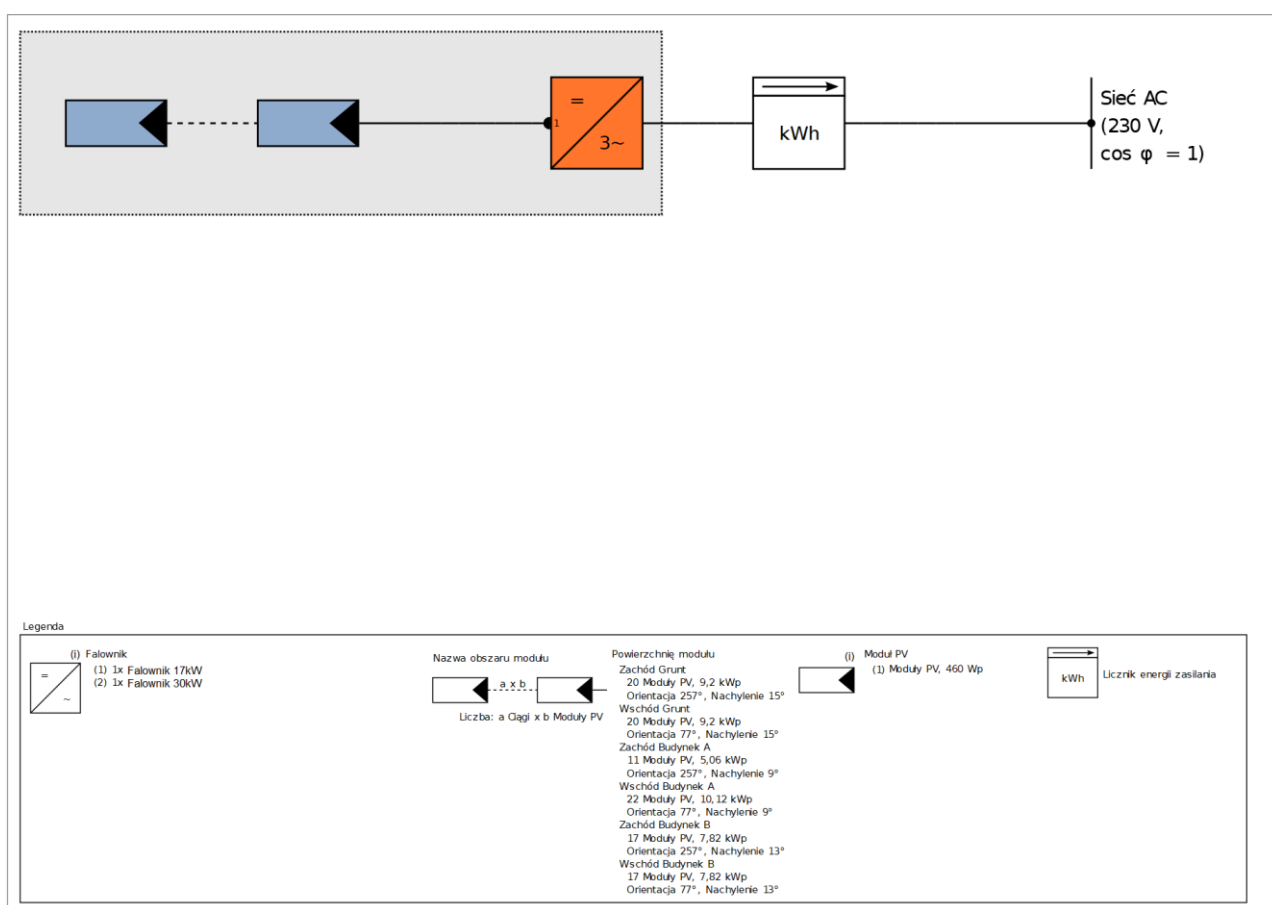 =
1
3~
kWh
Sieć AC
(230 V,
cos φ = 1)
Legenda
(i) Falownik
(1) 1x Falownik 17kW
(2) 1x Falownik 30kW
=
~
Nazwa obszaru modułu
a x b
Liczba: a Ciągi x b Moduły PV
Powierzchnię modułu
Zachód Grunt
20 Moduły PV, 9,2 kWp
Orientacja 257°, Nachylenie 15°
Wschód Grunt
20 Moduły PV, 9,2 kWp
Orientacja 77°, Nachylenie 15°
Zachód Budynek A
11 Moduły PV, 5,06 kWp
Orientacja 257°, Nachylenie 9°
Wschód Budynek A
22 Moduły PV, 10,12 kWp
Orientacja 77°, Nachylenie 9°
Zachód Budynek B
17 Moduły PV, 7,82 kWp
Orientacja 257°, Nachylenie 13°
Wschód Budynek B
17 Moduły PV, 7,82 kWp
Orientacja 77°, Nachylenie 13°
(i) Moduł PV
(1) Moduły PV, 460 Wp
kWh
Licznik energii zasilania